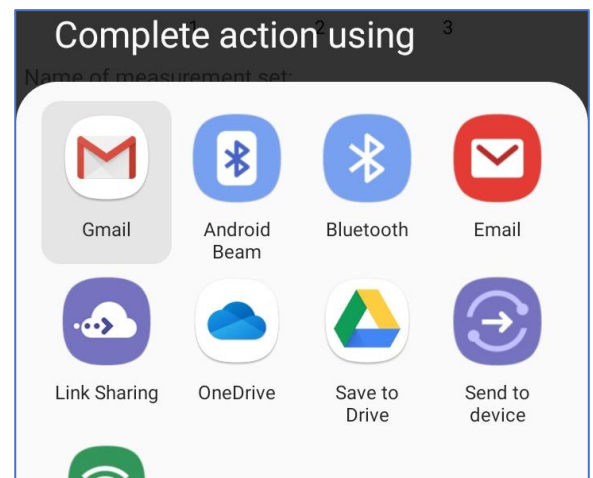 1 2 3
Complete action using
Name of measurement set:
Gmail Android Bluetooth Email
Beam
Link Sharing OneDrive Save to Send to
Drive device